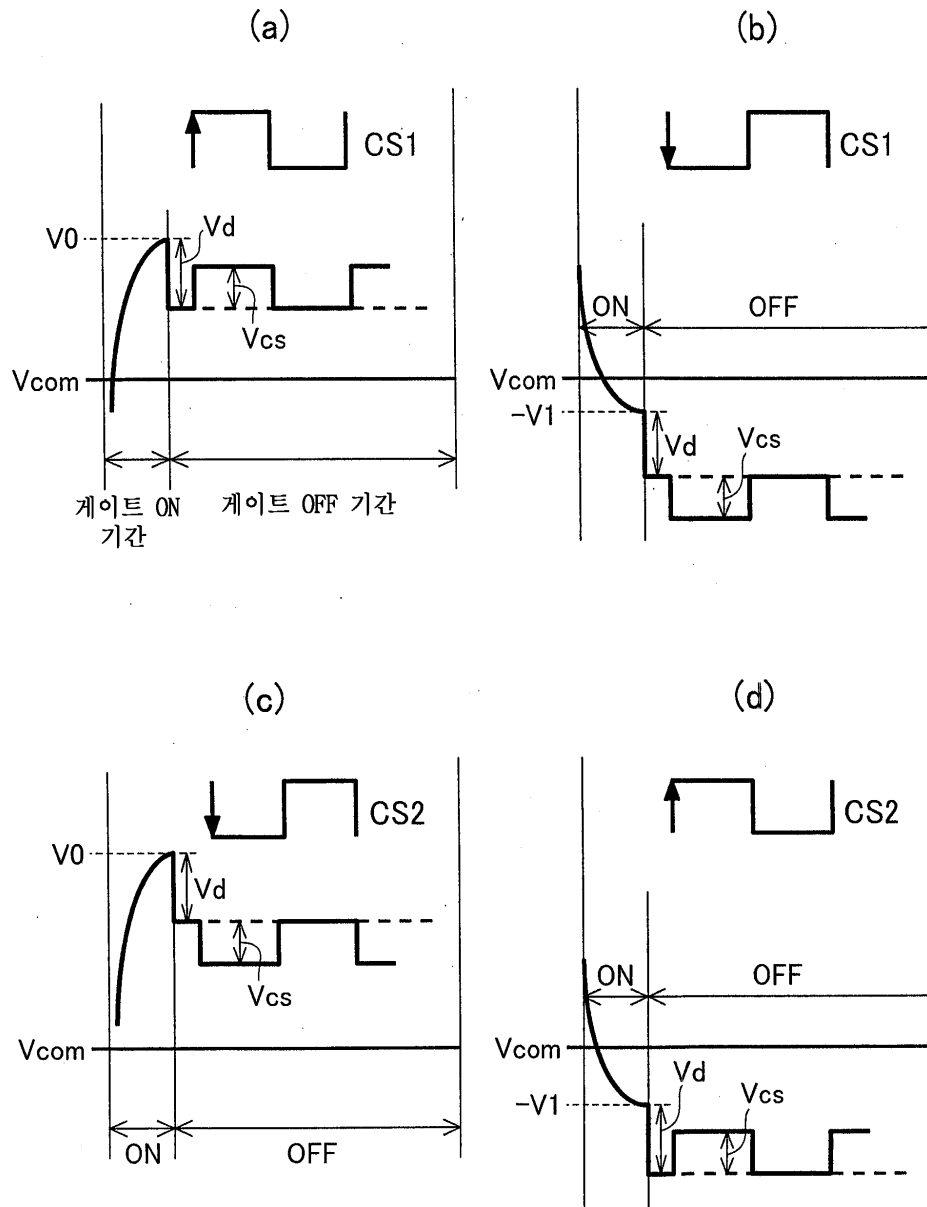 (a)
CS1
V0
Vd
Vcs
Vcom
게이트 ON
기간
게이트 OFF 기간
(b)
CS1
ON
OFF
Vcom
-V1
Vd
Vcs
(c)
CS2
V0
Vd
Vcs
Vcom
ON
OFF
(d)
CS2
ON
OFF
Vcom
-V1
Vd
Vcs